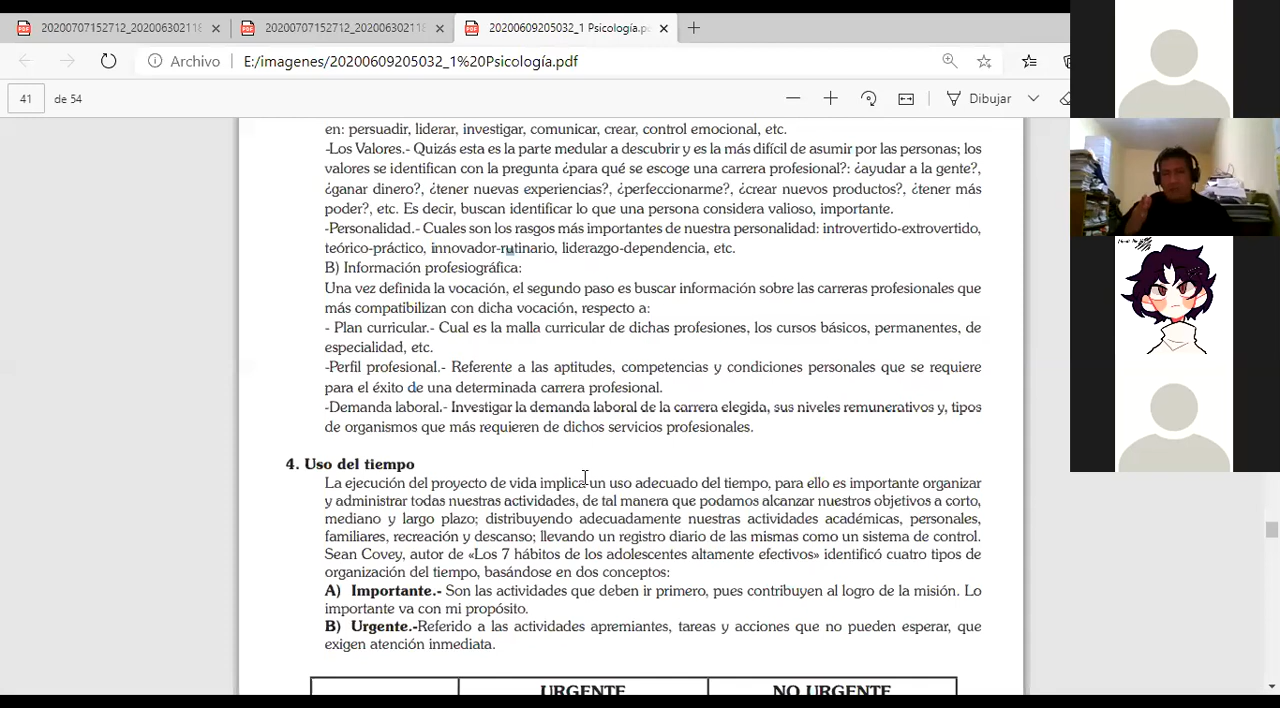 20200707152712_20200630211
20200707152712_20200630211
20200609205032_1 Psicología.p
Archivo E:/imagenes/20200609205032_1%20Psicología.pdf
41 de 54 Dibujar
en: persuadir, liderar, investigar, comunicar, crear, control emocional, etc.
-Los Valores.- Quizás esta es la parte medular a descubrir y es la más difícil de asumir por las personas; los
valores se identifican con la pregunta ¿para qué se escoge una carrera profesional?: ¿ayudar a la gente?,
¿ganar dinero?, ¿tener nuevas experiencias?, ¿perfeccionarme?, ¿crear nuevos productos?, ¿tener más
poder?, etc. Es decir, buscan identificar lo que una persona considera valioso, importante.
-Personalidad.- Cuales son los rasgos más importantes de nuestra personalidad: introvertido-extrovertido,
teórico-práctico, innovador-rutinario, liderazgo-dependencia, etc.
B) Información profesiográfica:
Una vez definida la vocación, el segundo paso es buscar información sobre las carreras profesionales que
más compatibilizan con dicha vocación, respecto a:
- Plan curricular.- Cual es la malla curricular de dichas profesiones, los cursos básicos, permanentes, de
especialidad, etc.
-Perfil profesional.- Referente a las aptitudes, competencias y condiciones personales que se requiere
para el éxito de una determinada carrera profesional.
-Demanda laboral.- Investigar la demanda laboral de la carrera elegida, sus niveles remunerativos y, tipos
de organismos que más requieren de dichos servicios profesionales.
4. Uso del tiempo
La ejecución del proyecto de vida implica un uso adecuado del tiempo, para ello es importante organizar
y administrar todas nuestras actividades, de tal manera que podamos alcanzar nuestros objetivos a corto,
mediano y largo plazo; distribuyendo adecuadamente nuestras actividades académicas, personales,
familiares, recreación y descanso; llevando un registro diario de las mismas como un sistema de control.
Sean Covey, autor de «Los 7 hábitos de los adolescentes altamente efectivos» identificó cuatro tipos de
organización del tiempo, basándose en dos conceptos:
A) Importante.- Son las actividades que deben ir primero, pues contribuyen al logro de la misión. Lo
importante va con mi propósito.
B) Urgente.-Referido a las actividades apremiantes, tareas y acciones que no pueden esperar, que
exigen atención inmediata.
URGENTE NO URGENTE